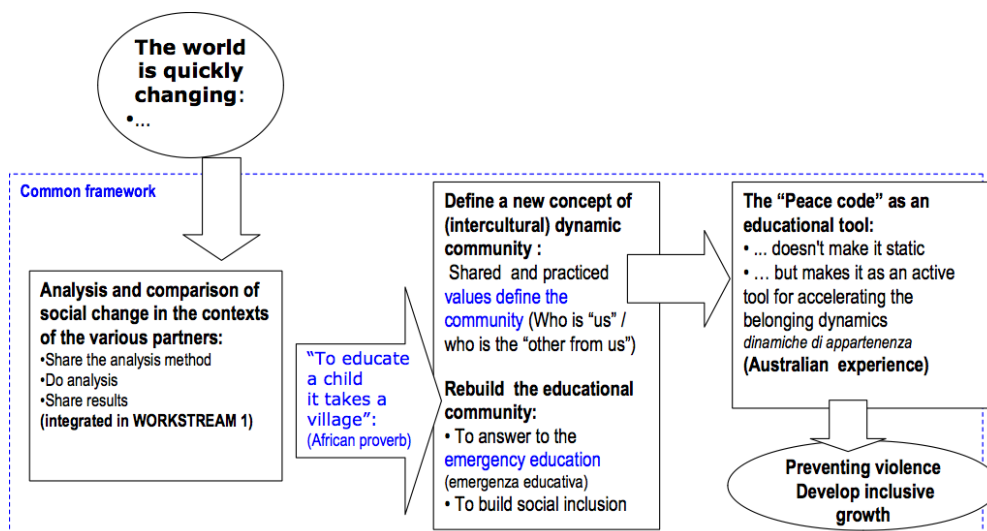 The world
is quickly
changing:
•...
Common framework
Analysis and comparison of
social change in the contexts
of the various partners:
•Share the analysis method
•Do analysis
•Share results
(integrated in WORKSTREAM 1)
"To educate
a child
it takes a
village":
(African proverb)
Define a new concept of
(intercultural) dynamic
community :
Shared and practiced
values define the
community (Who is “us” /
who is the “other from us”)
Rebuild the educational
community:
• To answer to the
emergency education
(emergenza educativa)
• To build social inclusion
The “Peace code” as an
educational tool:
• ... doesn't make it static
• … but makes it as an active
tool for accelerating the
belonging dynamics
dinamiche di appartenenza
(Australian experience)
Preventing violence
Develop inclusive
growth